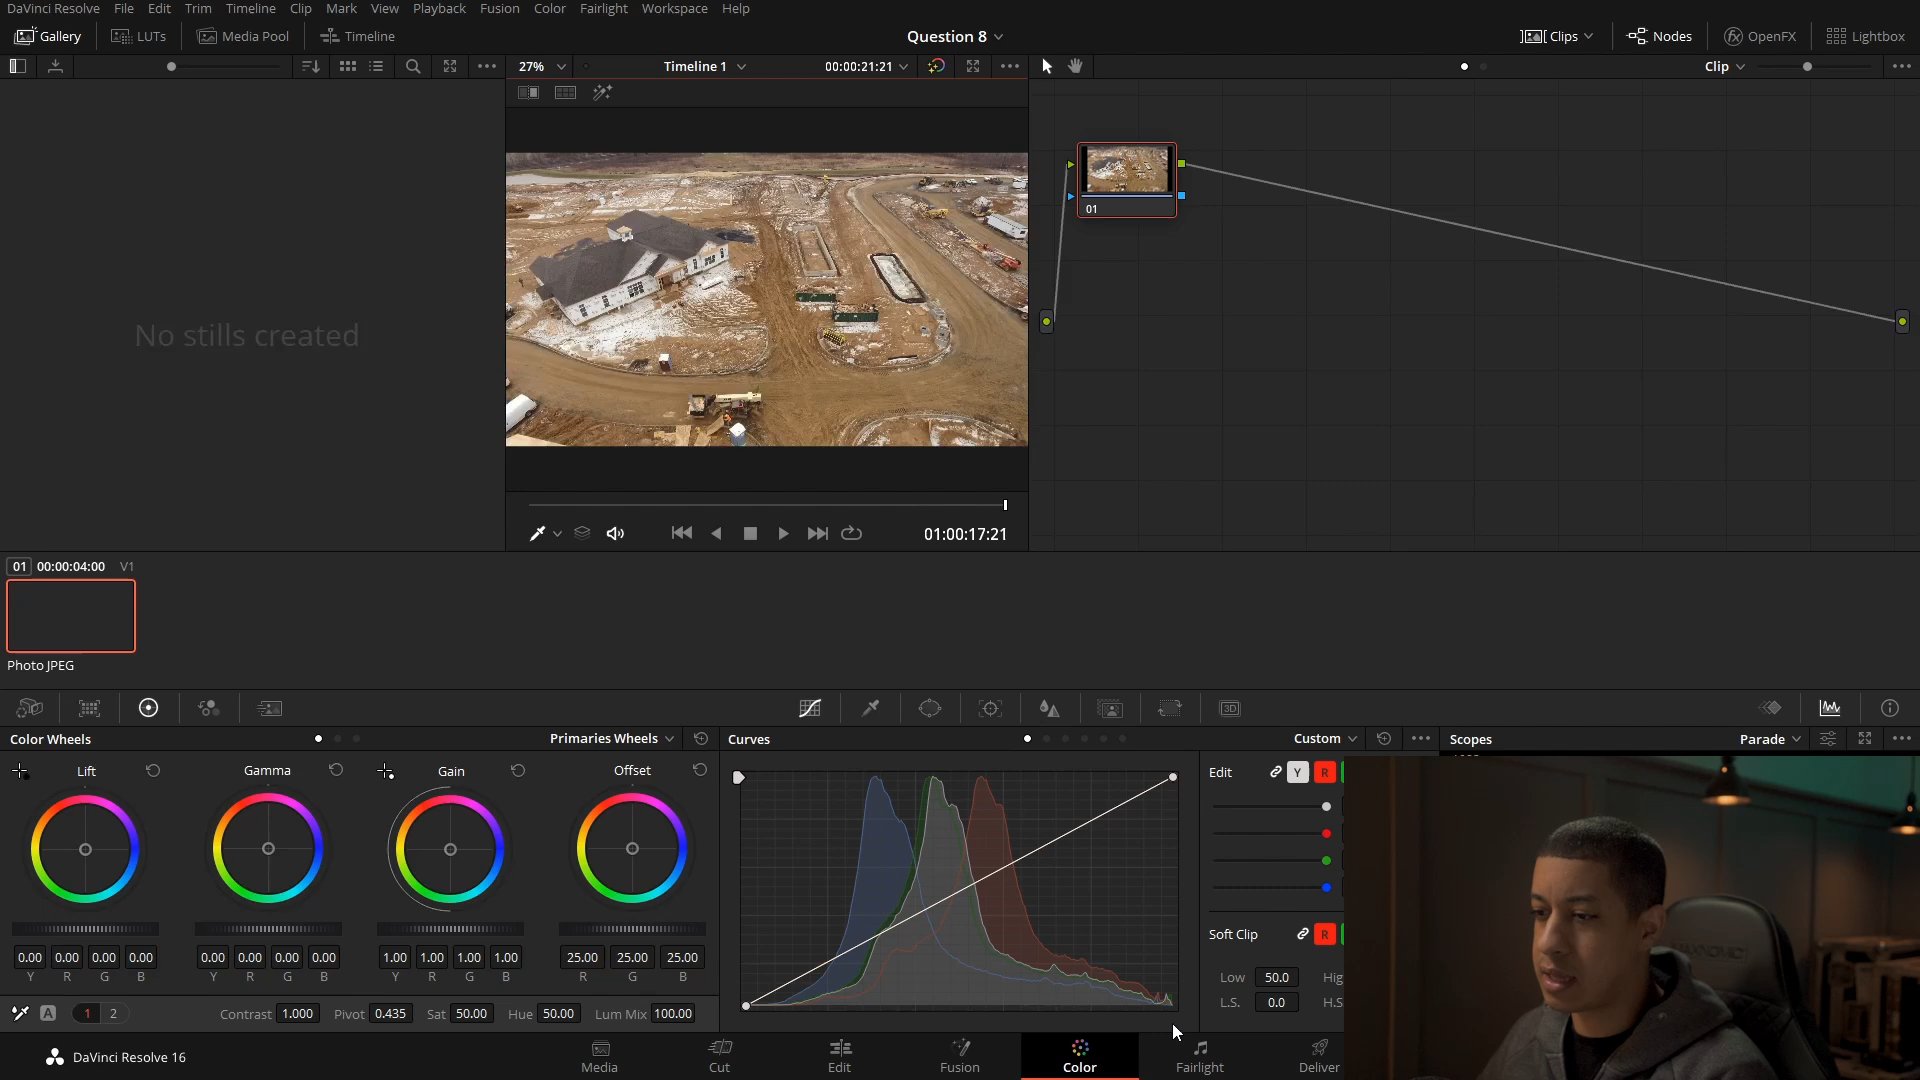 DaVinci Resolve File Edit Trim Timeline Clip Mark View Playback Fusion Color Fairlight Workspace Help
Gallery LUTs Media Pool Timeline Question 8 Clips Nodes OpenFX Lightbox
27% Timeline 1 00:00:21:21 Clip
01
No stills created
01:00:17:21
01 00:00:04:00 V1
Photo JPEG
3D
Color Wheels Primaries Wheels Curves Custom Scopes Parade
Lift Gamma Gain Offset Edit Y R
Soft Clip R
0.00 0.00 0.00 0.00 0.00 0.00 0.00 0.00 1.00 1.00 1.00 1.00 25.00 25.00 25.00
Y R G B Y R G B Y R G B R G B
Low 50.0 Hig
L.S. 0.0 H.S
A 1 2 Contrast 1.000 Pivot 0.435 Sat 50.00 Hue 50.00 Lum Mix 100.00
DaVinci Resolve 16 Media Cut Edit Fusion Color Fairlight Deliver